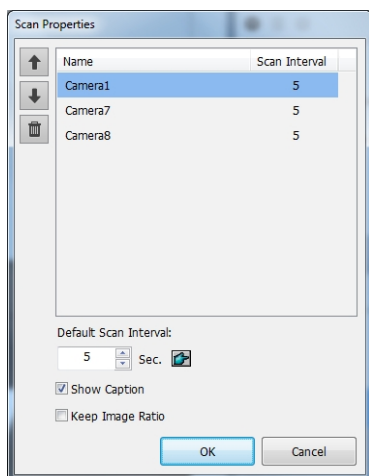 Scan Properties
Name Scan Interval
Camera1 5
Camera7 5
Camera8 5
Default Scan Interval:
5 Sec.
Show Caption
Keep Image Ratio
OK Cancel